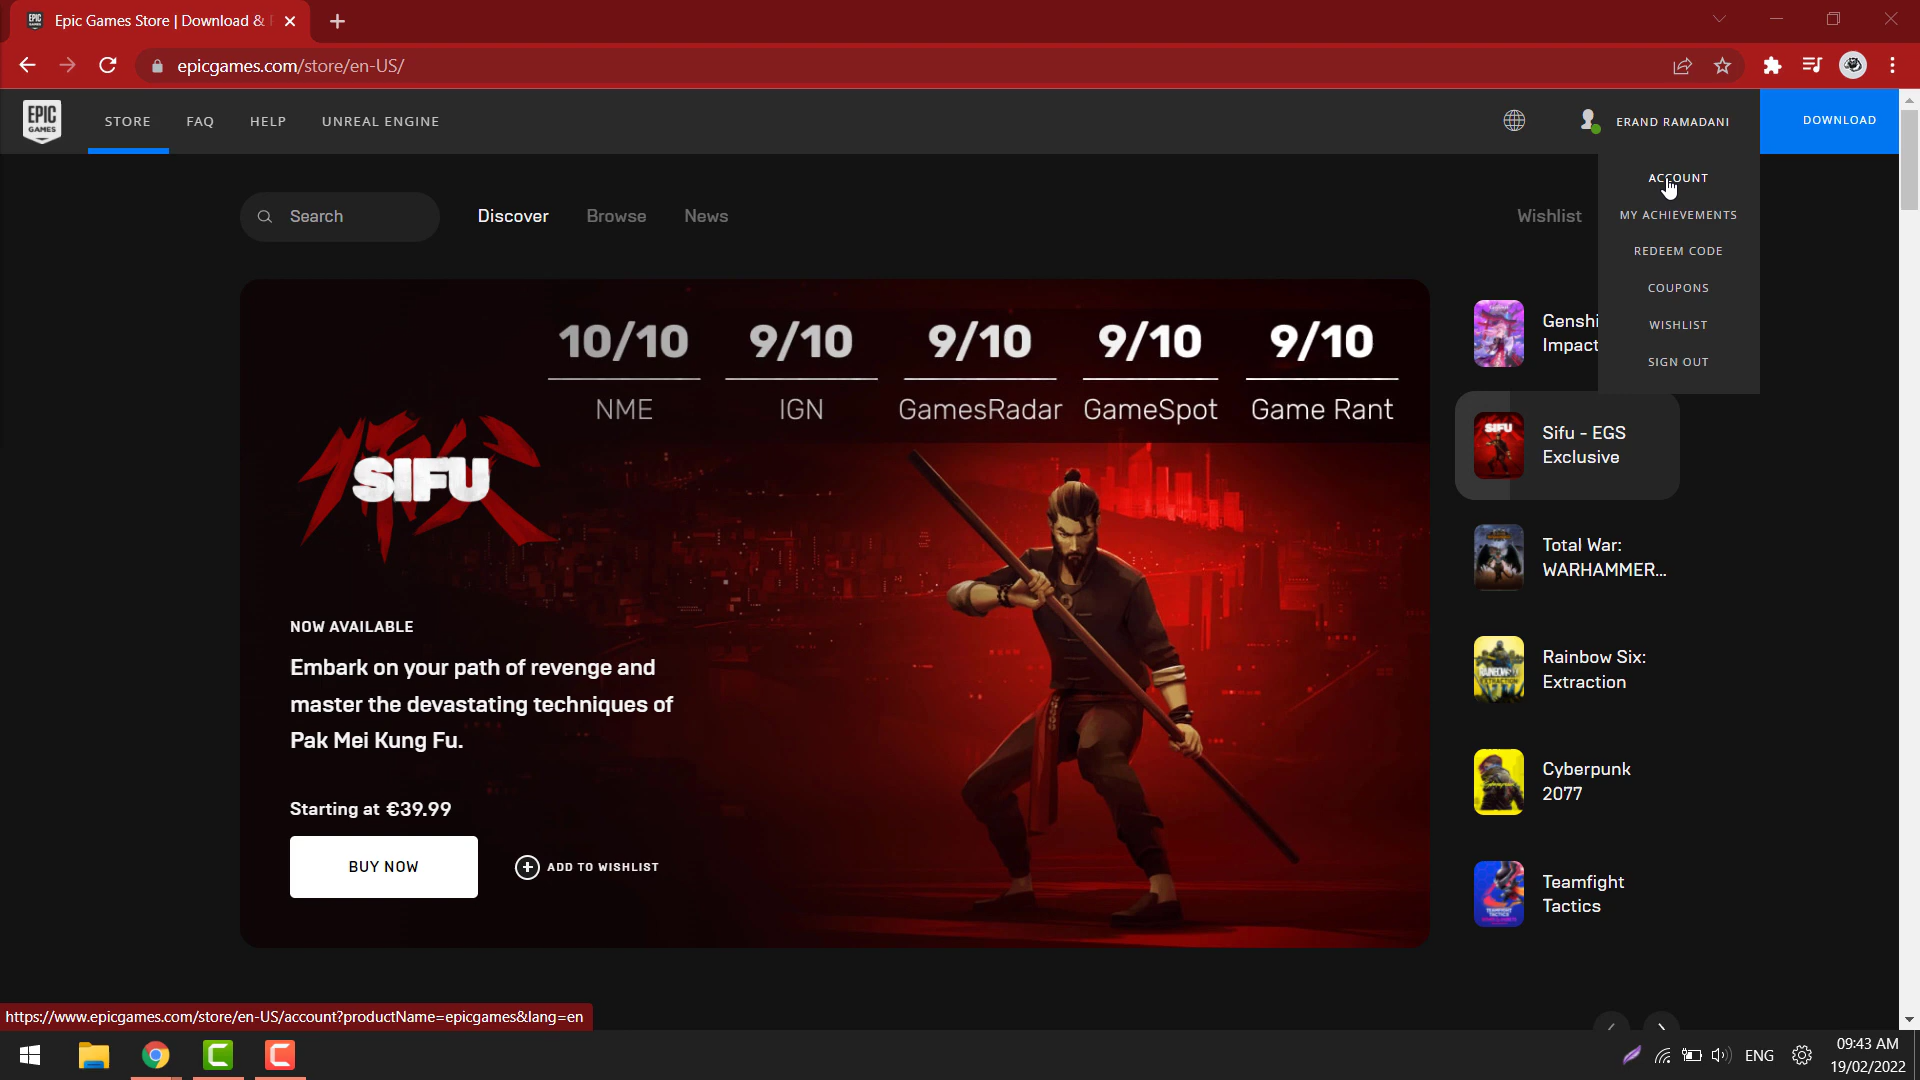 Epic Games Store | Download &
epicgames.com/store/en-US/
EPIC
GAMES
STORE
FAQ
HELP
UNREAL ENGINE
ERAND RAMADANI
DOWNLOAD
ACCOUNT
MY ACHIEVEMENTS
REDEEM CODE
COUPONS
WISHLIST
SIGN OUT
Search
Discover
Browse
News
Wishlist
10/10
9/10
9/10
9/10
9/10
NME
IGN
GamesRadar
GameSpot
Game Rant
師父
SIFU
NOW AVAILABLE
Embark on your path of revenge and
master the devastating techniques of
Pak Mei Kung Fu.
Starting at €39.99
BUY NOW
ADD TO WISHLIST
Genshi
Impact
SIFU
Sifu - EGS
Exclusive
Total War:
WARHAMMER...
Rainbow Six:
Extraction
Cyberpunk
2077
Teamfight
Tactics
https://www.epicgames.com/store/en-US/account?productName=epicgames&lang=en
ENG
09:43 AM
19/02/2022